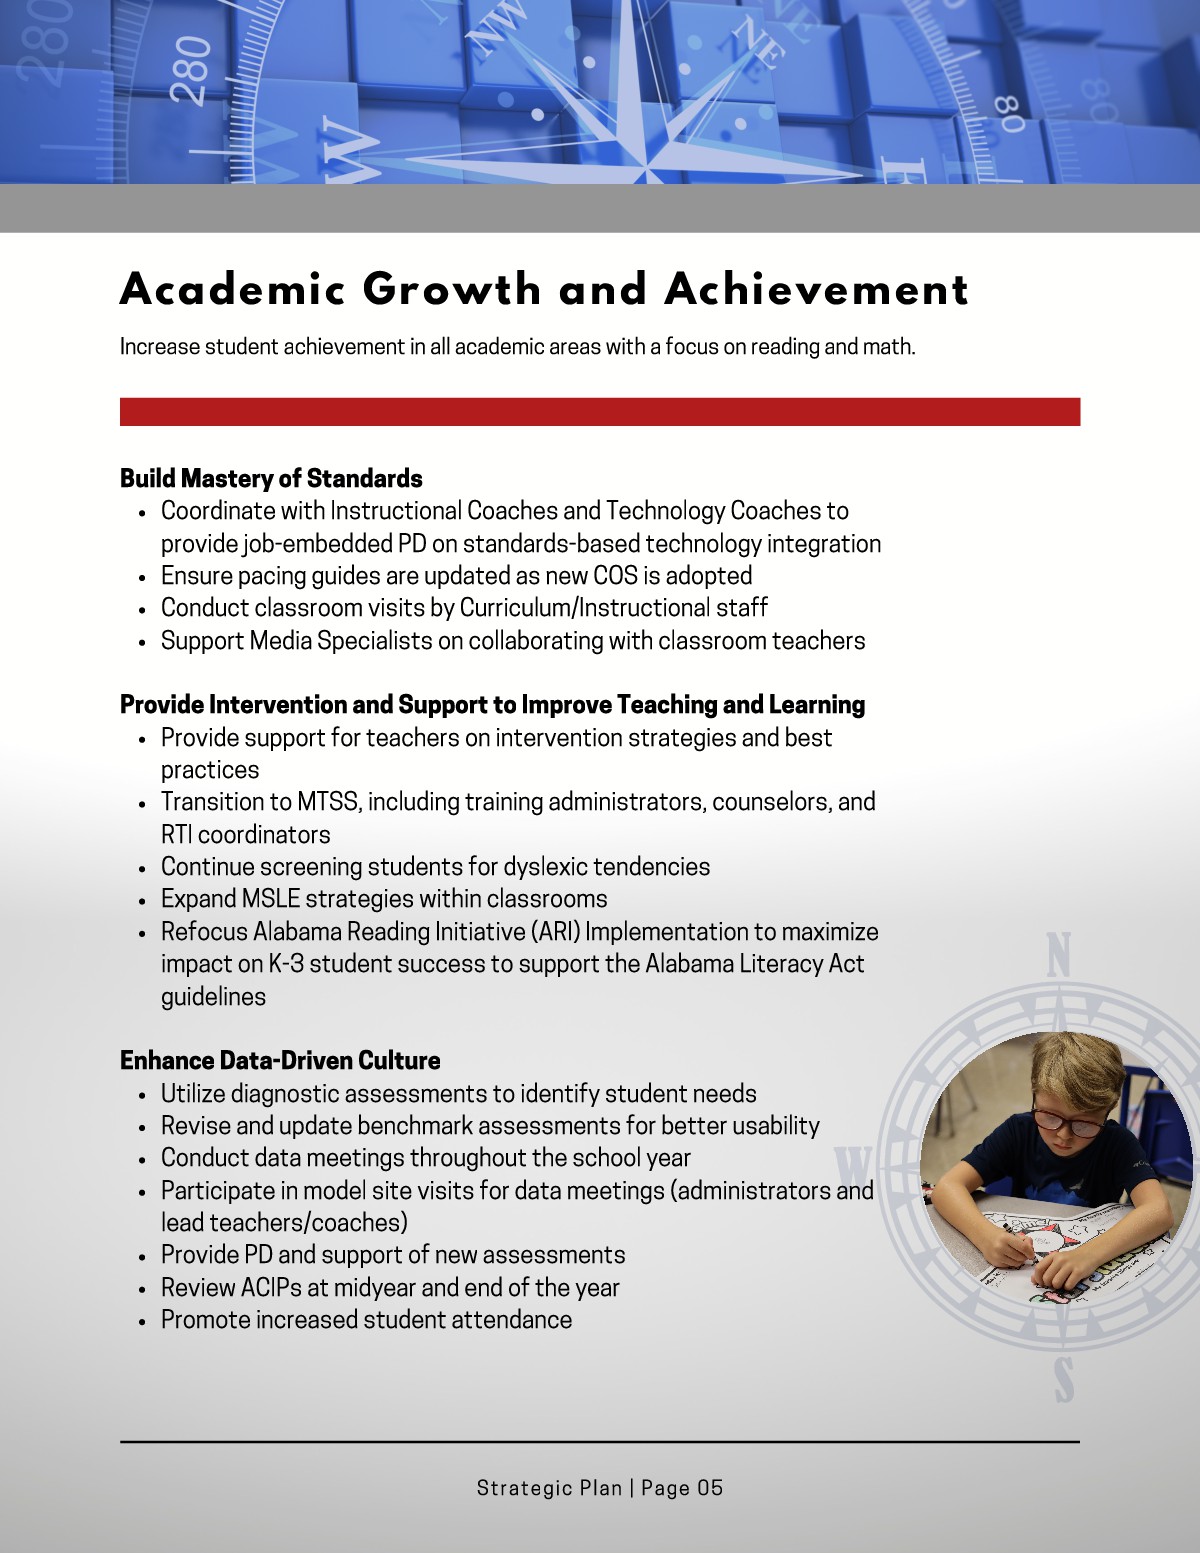 280
280
NW
NE
NE
80
80
W
W
E
Academic Growth and Achievement
Increase student achievement in all academic areas with a focus on reading and math.
Build Mastery of Standards
• Coordinate with Instructional Coaches and Technology Coaches to
provide job-embedded PD on standards-based technology integration
• Ensure pacing guides are updated as new COS is adopted
• Conduct classroom visits by Curriculum/Instructional staff
• Support Media Specialists on collaborating with classroom teachers
Provide Intervention and Support to Improve Teaching and Learning
• Provide support for teachers on intervention strategies and best
practices
• Transition to MTSS, including training administrators, counselors, and
RTI coordinators
• Continue screening students for dyslexic tendencies
• Expand MSLE strategies within classrooms
• Refocus Alabama Reading Initiative (ARI) Implementation to maximize
impact on K-3 student success to support the Alabama Literacy Act
guidelines
N
Enhance Data-Driven Culture
• Utilize diagnostic assessments to identify student needs
• Revise and update benchmark assessments for better usability
• Conduct data meetings throughout the school year
W
• Participate in model site visits for data meetings (administrators and
lead teachers/coaches)
• Provide PD and support of new assessments
• Review ACIPs at midyear and end of the year
• Promote increased student attendance
S
Strategic Plan | Page 05